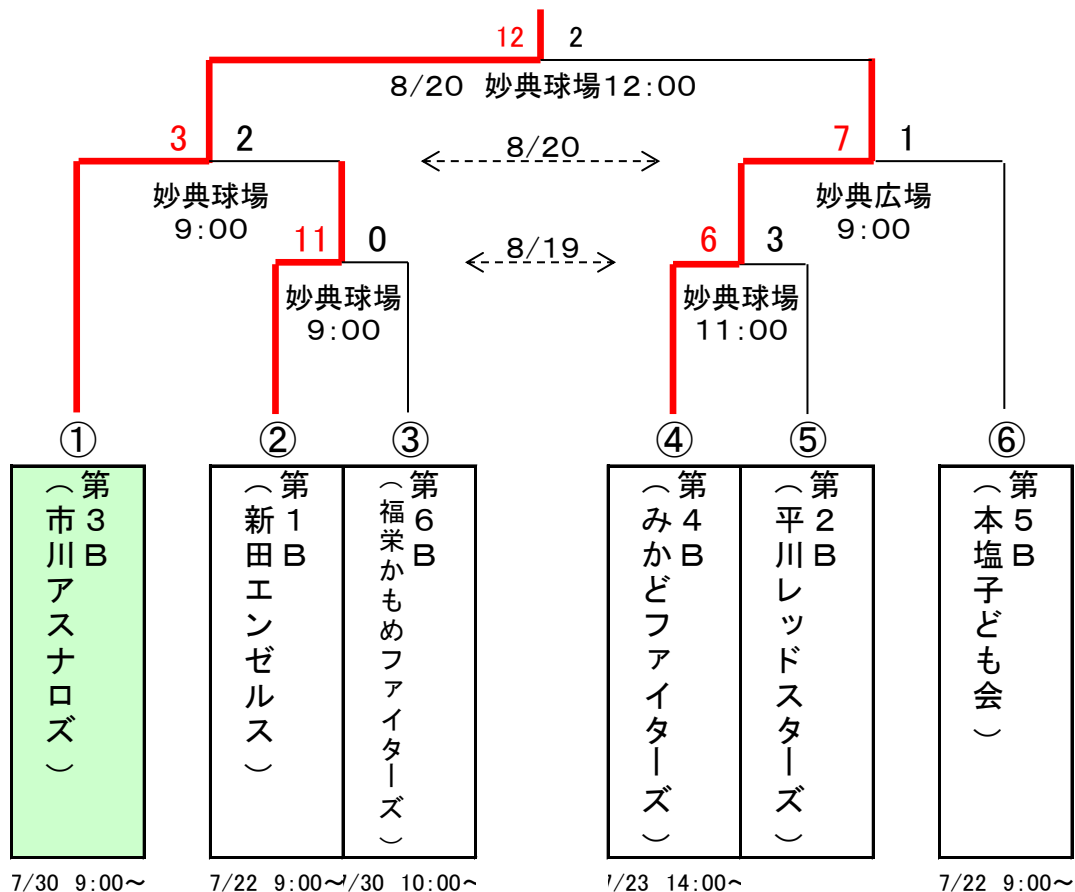 12 2
8/20 妙典球場12:00
3 2
8/20
7 1
妙典球場
9:00
妙典広場
9:00
11 0
8/19
6 3
妙典球場
9:00
妙典球場
11:00
① ② ③ ④ ⑤ ⑥
第3B
（市川アスナロズ）
第1B
（新田エンゼルス）
第6B
（福栄かもめファイターズ）
第4B
（みかどファイターズ）
第2B
（平川レッドスターズ）
第5B
（本塩子ども会）
7/30 9:00～
7/22 9:00～
/30 10:00～
/23 14:00～
7/22 9:00～